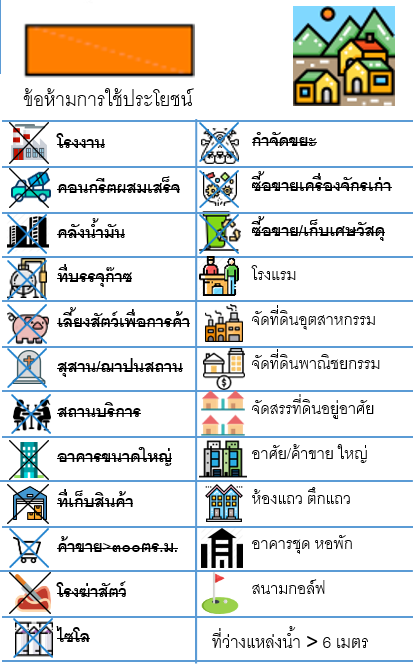 ข้อห้ามการใช้ประโยชน์
โรงงาน
กำจัดขยะ
คอนกรีตผสมเสร็จ
ซื้อขายเครื่องจักรเก่า
คลังน้ำมัน
ซื้อขาย/เก็บเศษวัสดุ
ที่บรรจุก๊าซ
โรงแรม
เลี้ยงสัตว์เพื่อการค้า
จัดที่ดินอุตสาหกรรม
สุสาน/ฌาปนสถาน
จัดที่ดินพาณิชยกรรม
สถานบริการ
จัดสรรที่ดินอยู่อาศัย
อาคารขนาดใหญ่
อาศัย/ค้าขาย ใหญ่
ที่เก็บสินค้า
ห้องแถว ตึกแถว
ค้าขาย>๓๐๐ตร.ม.
อาคารชุด หอพัก
โรงฆ่าสัตว์
สนามกอล์ฟ
ไซโล
ที่ว่างแหล่งน้ำ > 6 เมตร